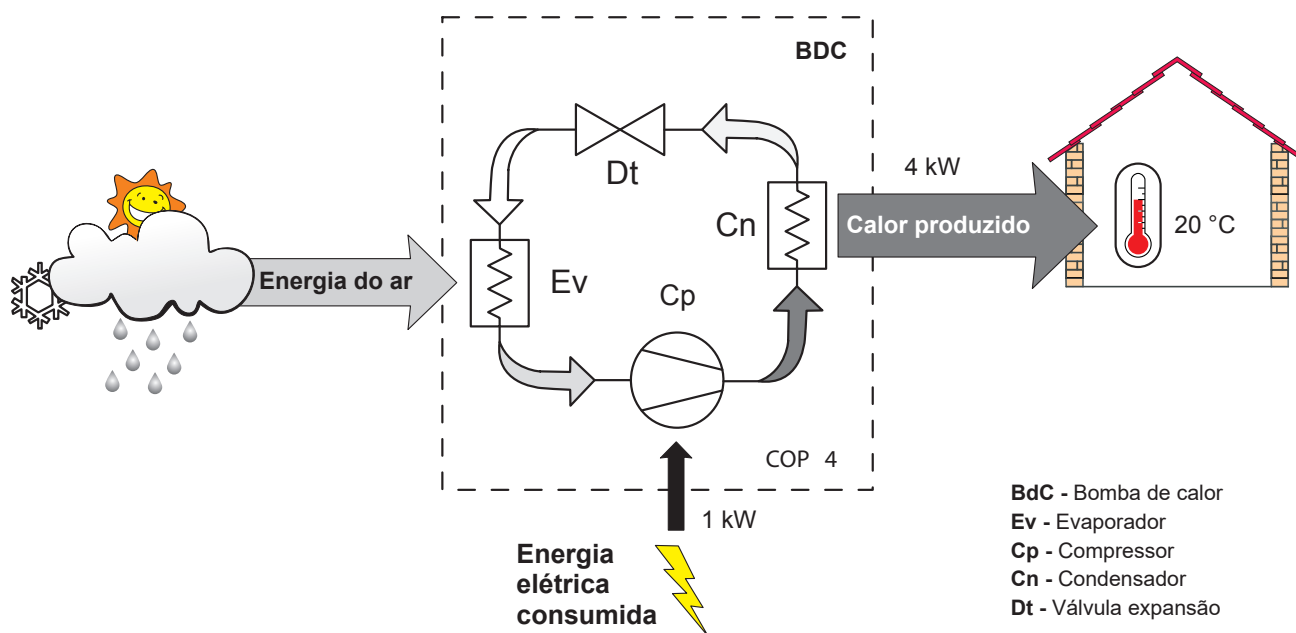 BDC
Dt
4 kW
Cn
Calor produzido
20 °C
Energia do ar
Ev
Cp
COP 4
1 kW
Energia
elétrica
consumida
BdC - Bomba de calor
Ev - Evaporador
Cp - Compressor
Cn - Condensador
Dt - Válvula expansão